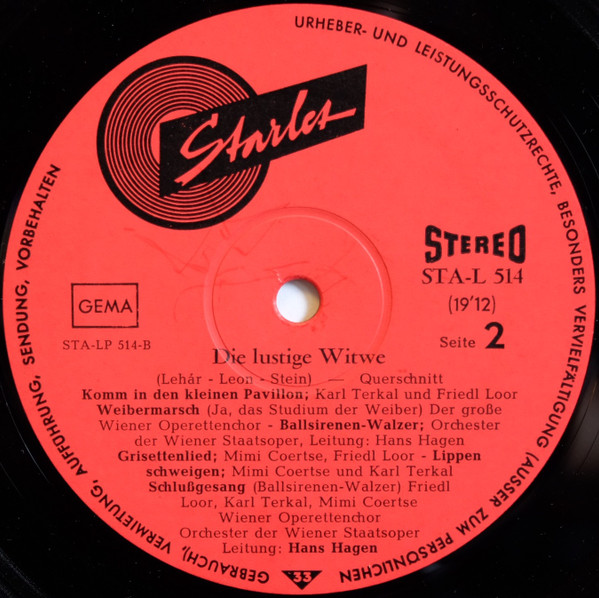 URHEBER- UND LEISTUNGSSCHUTZRECHTE, BESONDERS VERVIELFÄLTIGUNG (AUSSER ZUM PERSÖNLICHEN GEBRAUCH), VERMIETUNG, AUFFÜHRUNG, SENDUNG, VORBEHALTEN
Starlet
STEREO
STA-L 514
(19'12)
Seite 2
GEMA
STA-LP 514-B
Die lustige Witwe
(Lehár - Leon - Stein) — Querschnitt
Komm in den kleinen Pavillon; Karl Terkal und Friedl Loor
Weibermarsch (Ja, das Studium der Weiber) Der große
Wiener Operettenchor - Ballsirenen-Walzer; Orchester
der Wiener Staatsoper, Leitung: Hans Hagen
Grisettenlied; Mimi Coertse, Friedl Loor - Lippen
schweigen; Mimi Coertse und Karl Terkal
Schlußgesang (Ballsirenen-Walzer) Friedl
Loor, Karl Terkal, Mimi Coertse
Wiener Operettenchor
Orchester der Wiener Staatsoper
Leitung: Hans Hagen
33